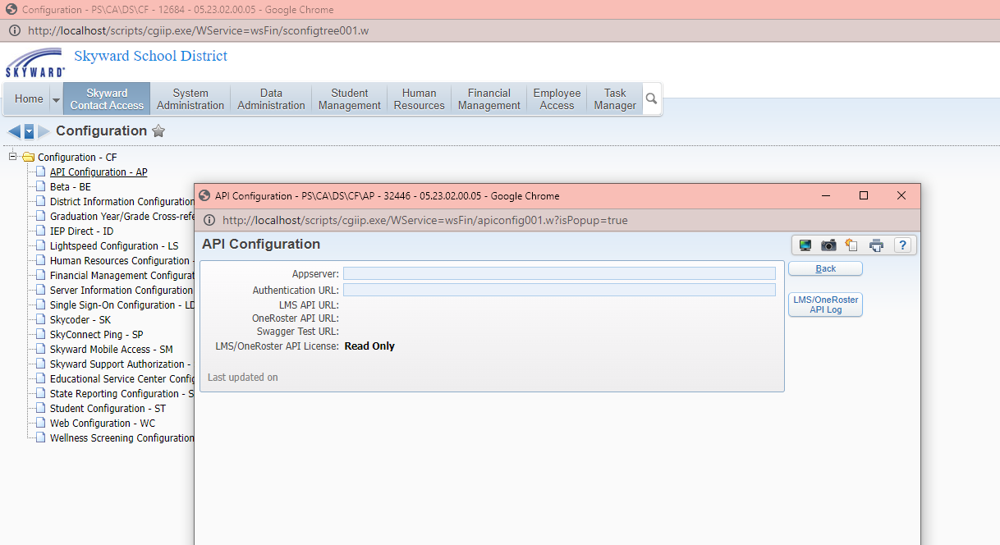 Configuration - PS\CA\DS\CF - 12684 - 05.23.02.00.05 - Google Chrome
http://localhost/scripts/cgiip.exe/WService=wsFin/sconfigtree001.w
SKYWARD
Skyward School District
Home
Skyward
Contact Access
System
Administration
Data
Administration
Student
Management
Human
Resources
Financial
Management
Employee
Access
Task
Manager
Configuration
Configuration - CF
API Configuration - AP
Beta - BE
District Information Configuration
Graduation Year/Grade Cross-refe
IEP Direct - ID
Lightspeed Configuration - LS
Human Resources Configuration -
Financial Management Configurat
Server Information Configuration
Single Sign-On Configuration - LD
Skycoder - SK
SkyConnect Ping - SP
Skyward Mobile Access - SM
Skyward Support Authorization -
Educational Service Center Config
State Reporting Configuration - S
Student Configuration - ST
Web Configuration - WC
Wellness Screening Configuration
API Configuration - PS\CA\DS\CF\AP - 32446 - 05.23.02.00.05 - Google Chrome
http://localhost/scripts/cgiip.exe/WService=wsFin/apiconfig001.w?isPopup=true
API Configuration
?
Appserver:
Authentication URL:
LMS API URL:
OneRoster API URL:
Swagger Test URL:
LMS/OneRoster API License: Read Only
Last updated on
Back
LMS/OneRoster
API Log